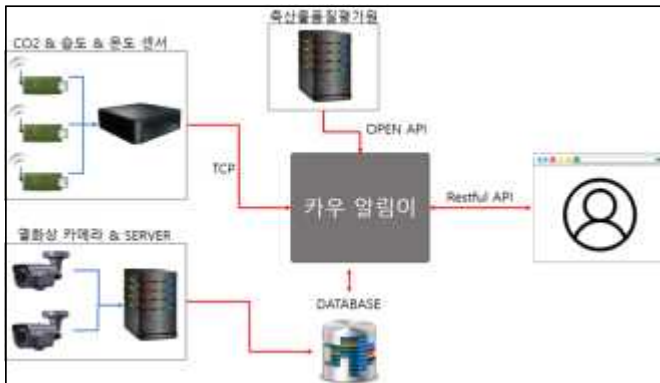 축산물품질평가원
CO2 & 습도 & 온도 센서
OPEN API
TCP
카우 알림이
Restful API
열화상 카메라 & SERVER
DATABASE